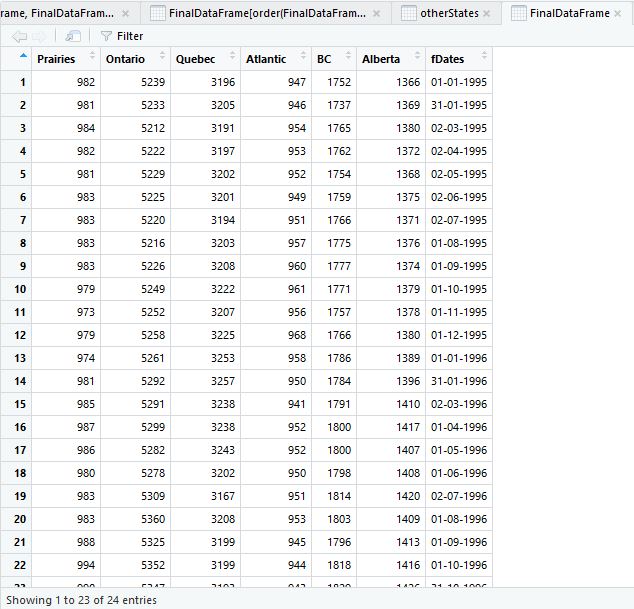 rame, FinalDataFram... FinalDataFrame[order(FinalDataFram... otherStates FinalDataFrame
Filter
Prairies Ontario Quebec Atlantic BC Alberta fDates
1 982 5239 3196 947 1752 1366 01-01-1995
2 981 5233 3205 946 1737 1369 31-01-1995
3 984 5212 3191 954 1765 1380 02-03-1995
4 982 5222 3197 953 1762 1372 02-04-1995
5 981 5229 3202 952 1754 1368 02-05-1995
6 983 5225 3201 949 1759 1375 02-06-1995
7 983 5220 3194 951 1766 1371 02-07-1995
8 983 5216 3203 957 1775 1376 01-08-1995
9 983 5226 3208 960 1777 1374 01-09-1995
10 979 5249 3222 961 1771 1379 01-10-1995
11 973 5252 3207 956 1757 1378 01-11-1995
12 979 5258 3225 968 1766 1380 01-12-1995
13 974 5261 3253 958 1786 1389 01-01-1996
14 981 5292 3257 950 1784 1396 31-01-1996
15 985 5291 3238 941 1791 1410 02-03-1996
16 987 5299 3238 952 1800 1417 01-04-1996
17 986 5282 3243 952 1800 1407 01-05-1996
18 980 5278 3202 950 1798 1408 01-06-1996
19 983 5309 3167 951 1814 1420 02-07-1996
20 983 5360 3208 953 1803 1409 01-08-1996
21 988 5325 3199 945 1796 1413 01-09-1996
22 994 5352 3199 944 1818 1416 01-10-1996
Showing 1 to 23 of 24 entries